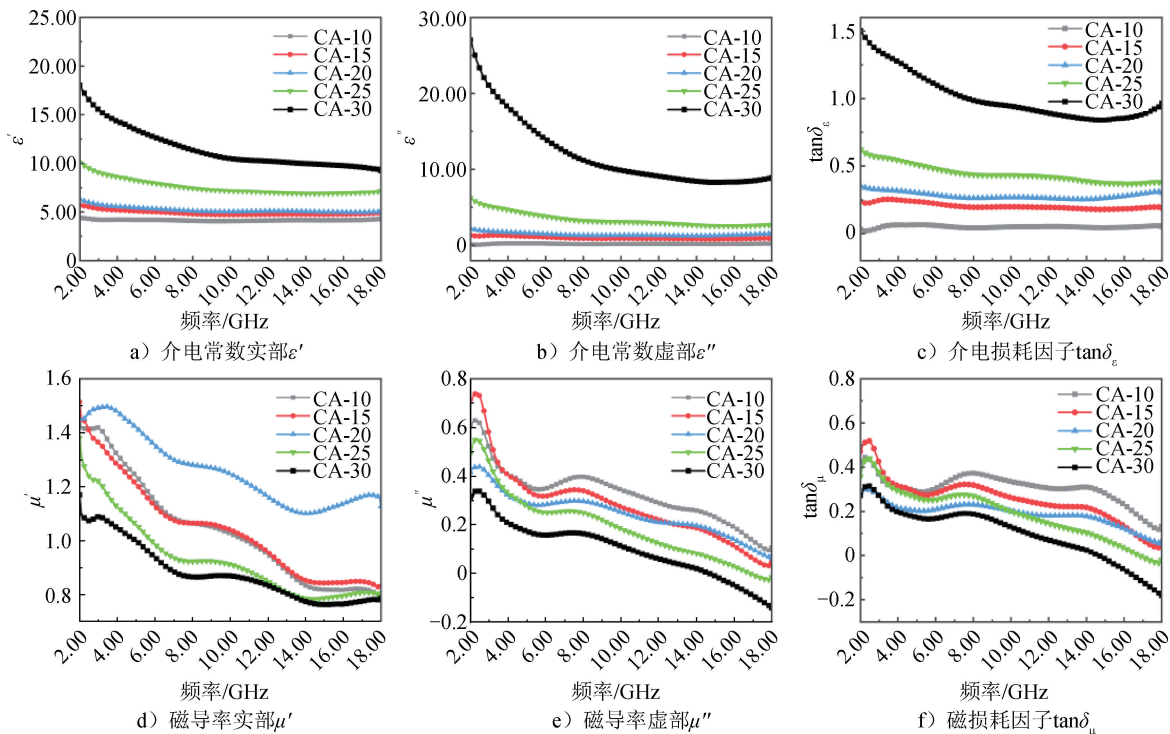 25.00
20.00
15.00
10.00
5.00
0
ε′
CA-10
CA-15
CA-20
CA-25
CA-30
2.00 4.00 6.00 8.00 10.00 12.00 14.00 16.00 18.00
频率/GHz
a）介电常数实部ε′
30.00
20.00
10.00
0
ε″
CA-10
CA-15
CA-20
CA-25
CA-30
2.00 4.00 6.00 8.00 10.00 12.00 14.00 16.00 18.00
频率/GHz
b）介电常数虚部ε″
1.5
1.0
0.5
0
tanδε
CA-10
CA-15
CA-20
CA-25
CA-30
2.00 4.00 6.00 8.00 10.00 12.00 14.00 16.00 18.00
频率/GHz
c）介电损耗因子tanδε
1.6
1.4
1.2
1.0
0.8
μ′
CA-10
CA-15
CA-20
CA-25
CA-30
2.00 4.00 6.00 8.00 10.00 12.00 14.00 16.00 18.00
频率/GHz
d）磁导率实部μ′
0.8
0.6
0.4
0.2
0
−0.2
μ″
CA-10
CA-15
CA-20
CA-25
CA-30
2.00 4.00 6.00 8.00 10.00 12.00 14.00 16.00 18.00
频率/GHz
e）磁导率虚部μ″
0.8
0.6
0.4
0.2
0
−0.2
tanδμ
CA-10
CA-15
CA-20
CA-25
CA-30
2.00 4.00 6.00 8.00 10.00 12.00 14.00 16.00 18.00
频率/GHz
f）磁损耗因子tanδμ